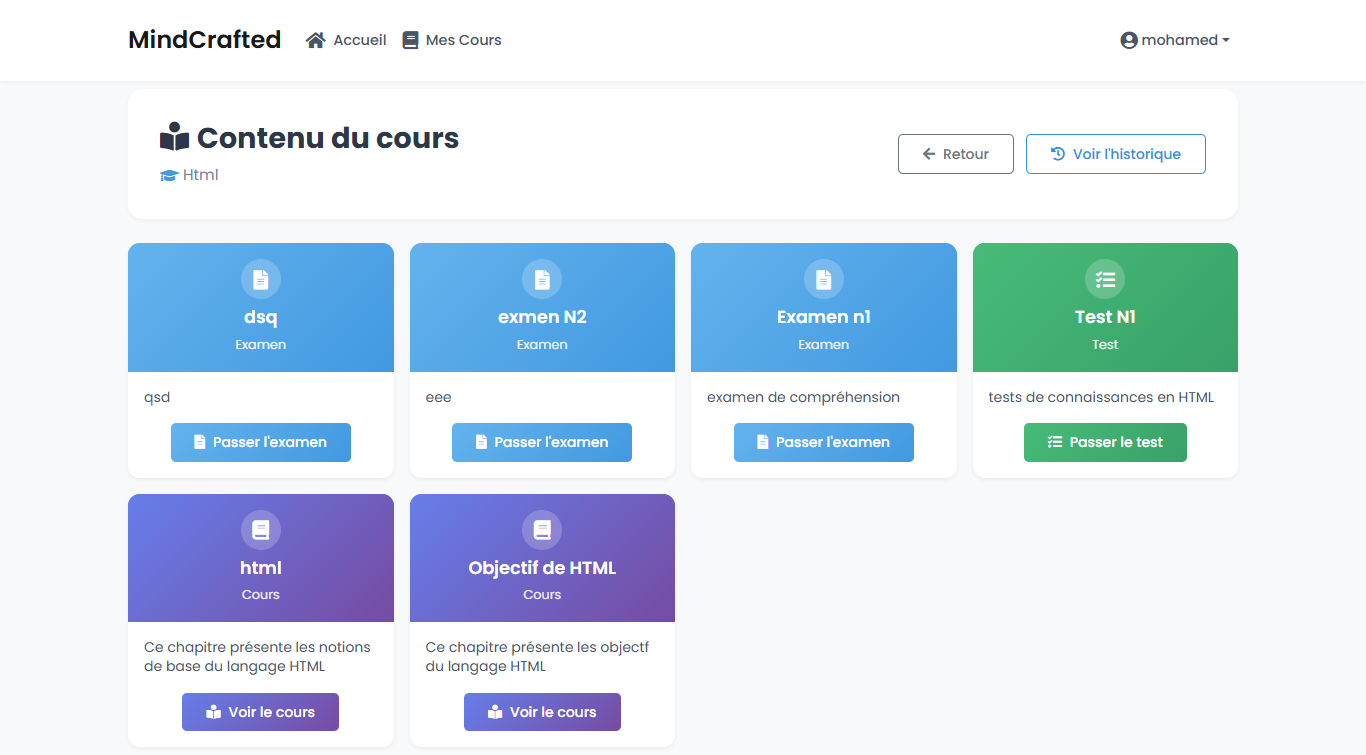 MindCrafted Accueil Mes Cours mohamed
Contenu du cours
Html
Retour Voir l'historique
dsq
Examen
qsd
Passer l'examen
exmen N2
Examen
eee
Passer l'examen
Examen n1
Examen
examen de compréhension
Passer l'examen
Test N1
Test
tests de connaissances en HTML
Passer le test
html
Cours
Ce chapitre présente les notions
de base du langage HTML
Voir le cours
Objectif de HTML
Cours
Ce chapitre présente les objectf
du langage HTML
Voir le cours